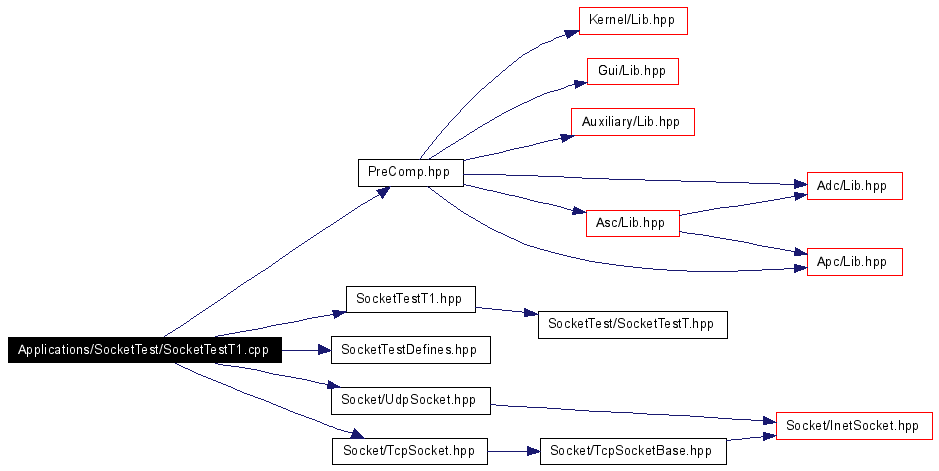 Kernel/Lib.hpp
Gui/Lib.hpp
Auxiliary/Lib.hpp
PreComp.hpp
Adc/Lib.hpp
Asc/Lib.hpp
Apc/Lib.hpp
SocketTestT1.hpp
SocketTest/SocketTestT.hpp
Applications/SocketTest/SocketTestT1.cpp
SocketTestDefines.hpp
Socket/UdpSocket.hpp
Socket/InetSocket.hpp
Socket/TcpSocket.hpp
Socket/TcpSocketBase.hpp